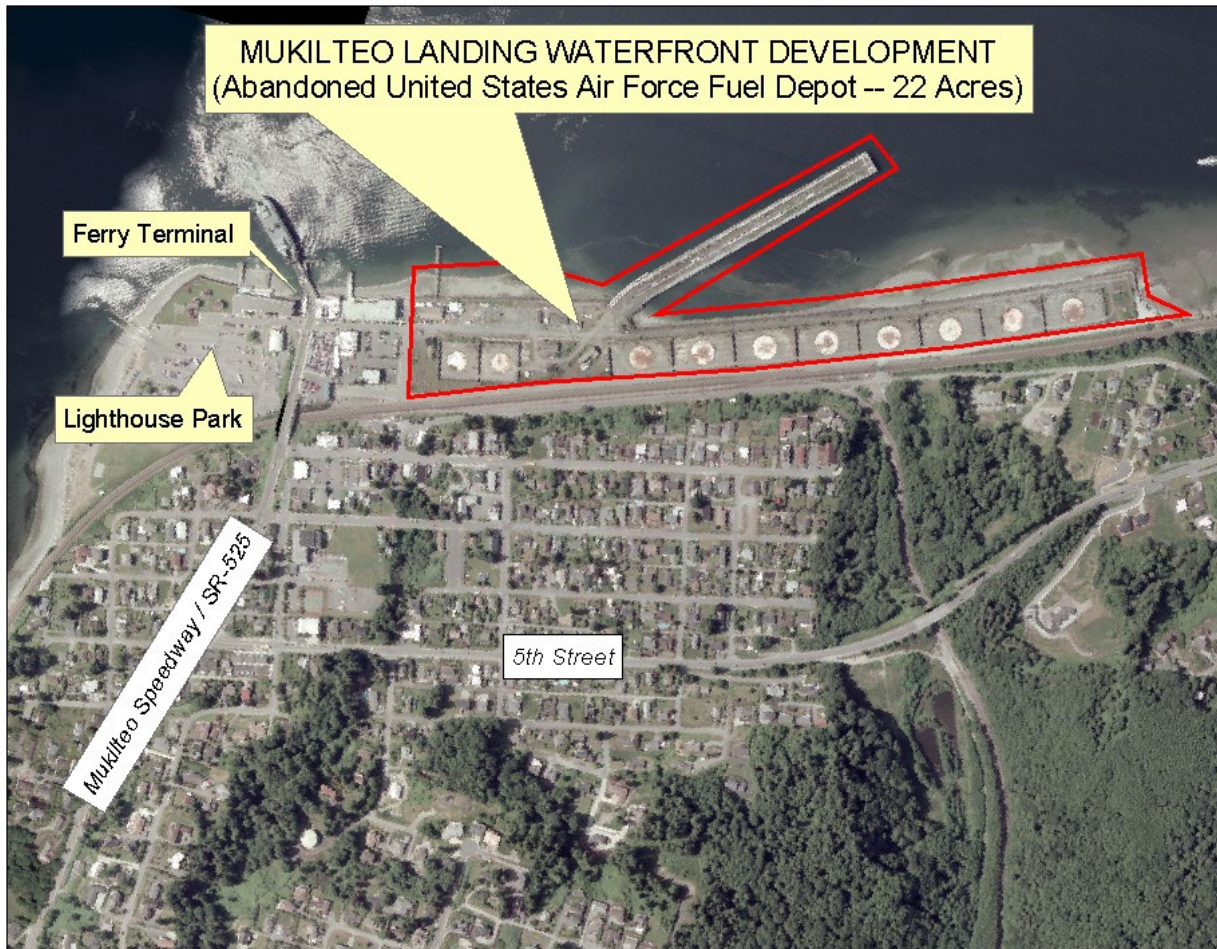 MUKILTEO LANDING WATERFRONT DEVELOPMENT
(Abandoned United States Air Force Fuel Depot -- 22 Acres)
Ferry Terminal
Lighthouse Park
Mukilteo Speedway / SR-525
5th Street